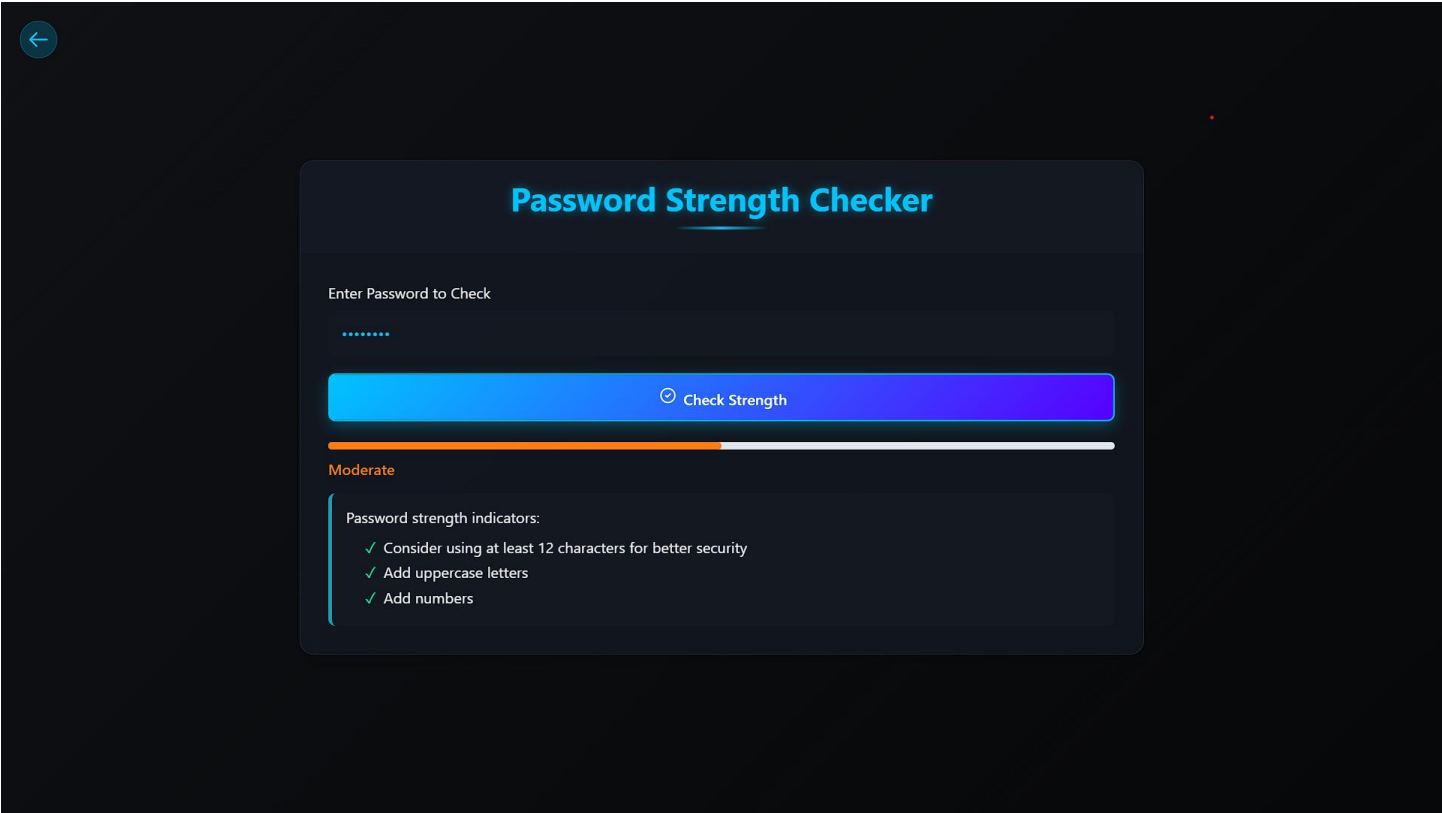 Password Strength Checker
Enter Password to Check
••••••••
Check Strength
Moderate
Password strength indicators:
✓ Consider using at least 12 characters for better security
✓ Add uppercase letters
✓ Add numbers